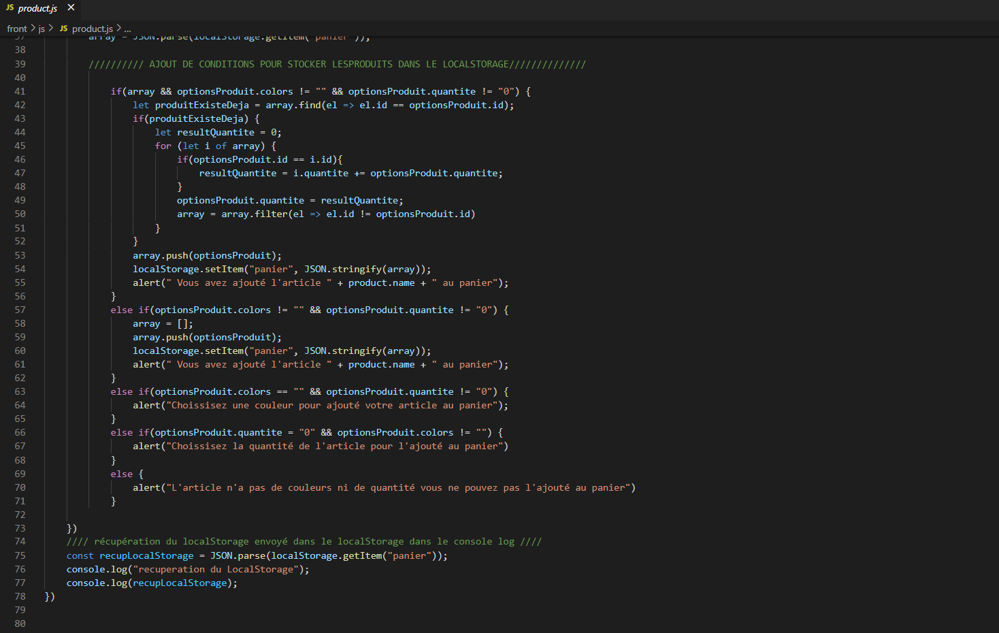 JS product.js ×
front > js > JS product.js > ...
37 array = JSON.parse(localStorage.getItem("panier"));
38
39 ////////// AJOUT DE CONDITIONS POUR STOCKER LESPRODUITS DANS LE LOCALSTORAGE//////////////
40
41 if(array && optionsProduit.colors != "" && optionsProduit.quantite != "0") {
42 let produitExisteDeja = array.find(el => el.id == optionsProduit.id);
43 if(produitExisteDeja) {
44 let resultQuantite = 0;
45 for (let i of array) {
46 if(optionsProduit.id == i.id){
47 resultQuantite = i.quantite += optionsProduit.quantite;
48 }
49 optionsProduit.quantite = resultQuantite;
50 array = array.filter(el => el.id != optionsProduit.id)
51 }
52 }
53 array.push(optionsProduit);
54 localStorage.setItem("panier", JSON.stringify(array));
55 alert(" Vous avez ajouté l'article " + product.name + " au panier");
56 }
57 else if(optionsProduit.colors != "" && optionsProduit.quantite != "0") {
58 array = [];
59 array.push(optionsProduit);
60 localStorage.setItem("panier", JSON.stringify(array));
61 alert(" Vous avez ajouté l'article " + product.name + " au panier");
62 }
63 else if(optionsProduit.colors == "" && optionsProduit.quantite != "0") {
64 alert("Choissisez une couleur pour ajouté votre article au panier");
65 }
66 else if(optionsProduit.quantite = "0" && optionsProduit.colors != "") {
67 alert("Choissisez la quantité de l'article pour l'ajouté au panier")
68 }
69 else {
70 alert("L'article n'a pas de couleurs ni de quantité vous ne pouvez pas l'ajouté au panier")
71 }
72
73 })
74 //// récupération du localStorage envoyé dans le localStorage dans le console log ////
75 const recupLocalStorage = JSON.parse(localStorage.getItem("panier"));
76 console.log("recuperation du LocalStorage");
77 console.log(recupLocalStorage);
78 })
79
80